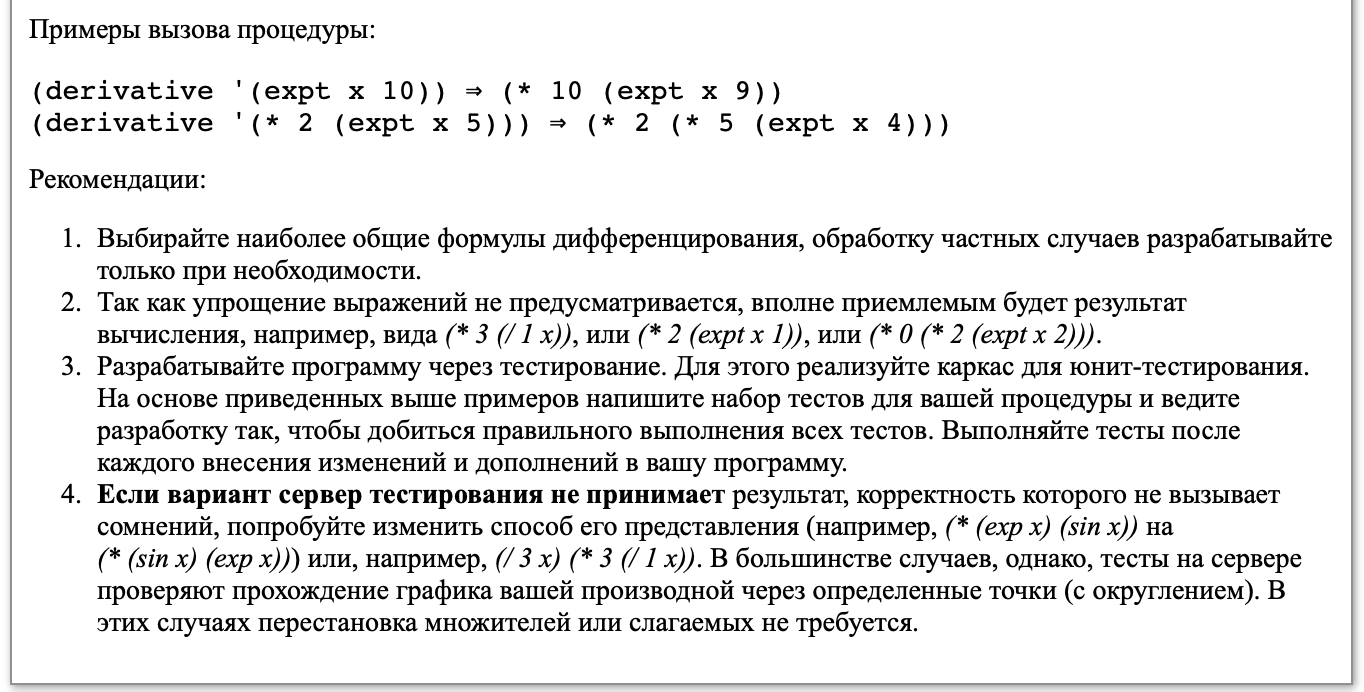 Примеры вызова процедуры:
(derivative '(expt x 10)) ⇒ (* 10 (expt x 9))
(derivative '(* 2 (expt x 5))) ⇒ (* 2 (* 5 (expt x 4)))
Рекомендации:
1. Выбирайте наиболее общие формулы дифференцирования, обработку частных случаев разрабатывайте
только при необходимости.
2. Так как упрощение выражений не предусматривается, вполне приемлемым будет результат
вычисления, например, вида (* 3 (/ 1 x)), или (* 2 (expt x 1)), или (* 0 (* 2 (expt x 2))).
3. Разрабатывайте программу через тестирование. Для этого реализуйте каркас для юнит-тестирования.
На основе приведенных выше примеров напишите набор тестов для вашей процедуры и ведите
разработку так, чтобы добиться правильного выполнения всех тестов. Выполняйте тесты после
каждого внесения изменений и дополнений в вашу программу.
4. Если вариант сервер тестирования не принимает результат, корректность которого не вызывает
сомнений, попробуйте изменить способ его представления (например, (* (exp x) (sin x)) на
(* (sin x) (exp x))) или, например, (/ 3 x) (* 3 (/ 1 x)). В большинстве случаев, однако, тесты на сервере
проверяют прохождение графика вашей производной через определенные точки (с округлением). В
этих случаях перестановка множителей или слагаемых не требуется.